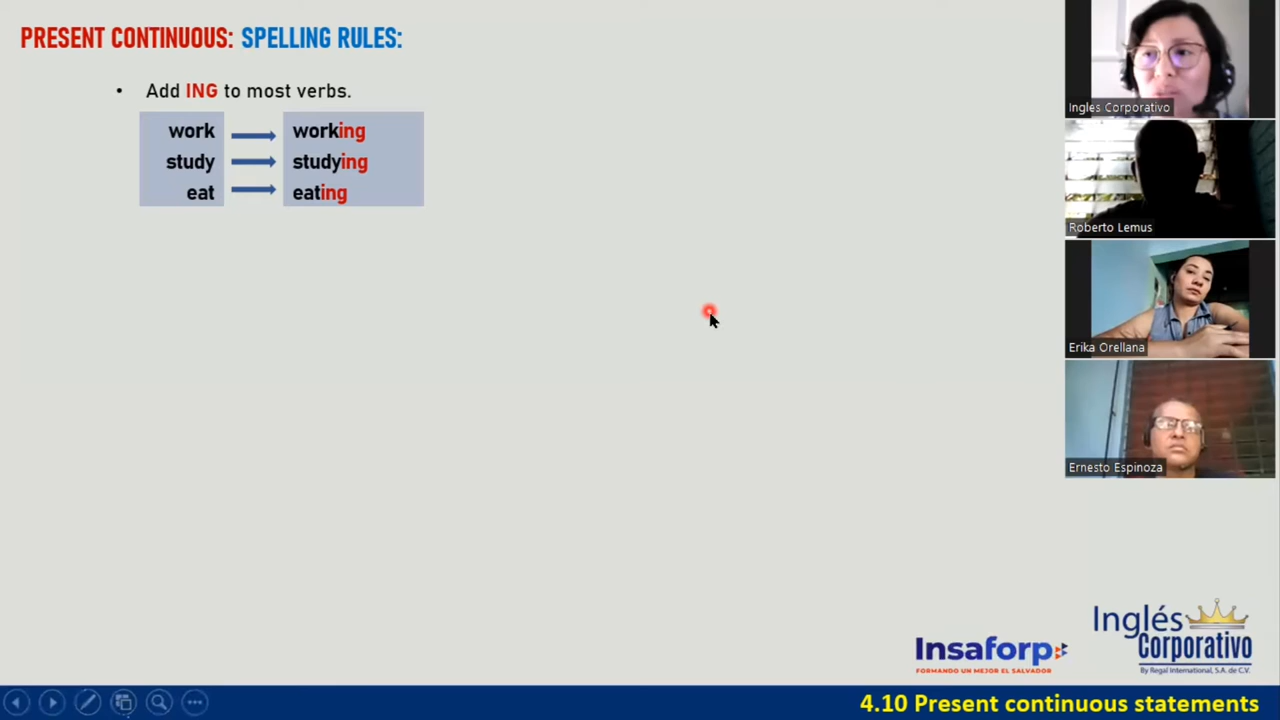 PRESENT CONTINUOUS: SPELLING RULES:
• Add ING to most verbs.
work working
study studying
eat eating
Ingles Corporativo
Roberto Lemus
Erika Orellana
Ernesto Espinoza
Insaforp
FORMANDO UN MEJOR EL SALVADOR
Inglés
Corporativo
By Regal International, S.A. de C.V.
4.10 Present continuous statements